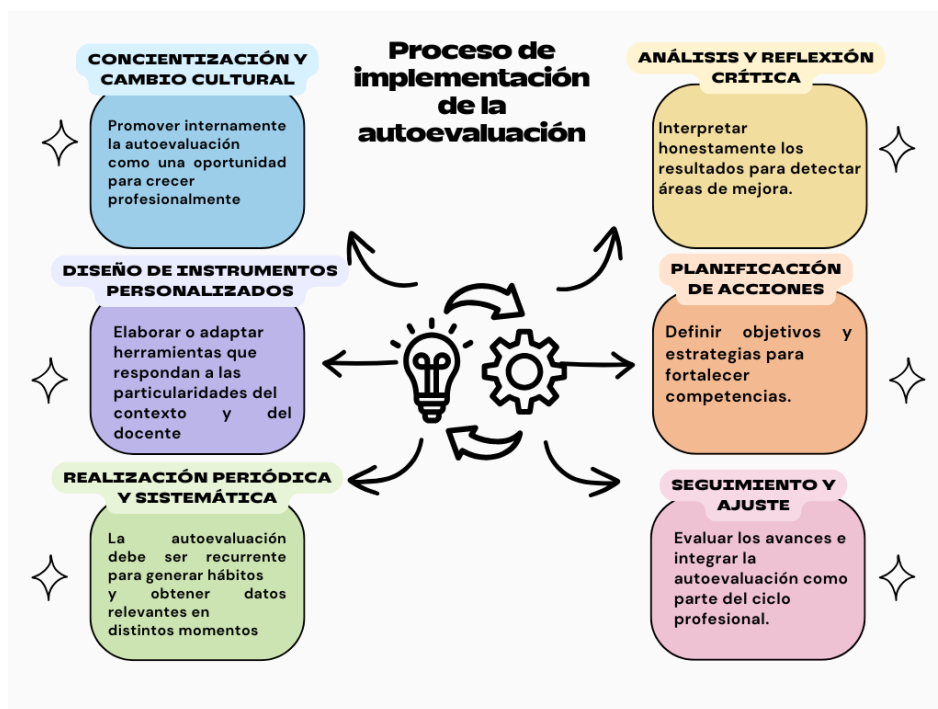 Proceso de
implementación
de la
autoevaluación
CONCIENTIZACIÓN Y
CAMBIO CULTURAL
Promover internamente
la autoevaluación
como una oportunidad
para crecer
profesionalmente
DISEÑO DE INSTRUMENTOS
PERSONALIZADOS
Elaborar o adaptar
herramientas que
respondan a las
particularidades del
contexto y del
docente
REALIZACIÓN PERIÓDICA
Y SISTEMÁTICA
La autoevaluación
debe ser recurrente
para generar hábitos
y obtener datos
relevantes en
distintos momentos
ANÁLISIS Y REFLEXIÓN
CRÍTICA
Interpretar
honestamente los
resultados para detectar
áreas de mejora.
PLANIFICACIÓN
DE ACCIONES
Definir objetivos y
estrategias para
fortalecer
competencias.
SEGUIMIENTO Y
AJUSTE
Evaluar los avances e
integrar la
autoevaluación como
parte del ciclo
profesional.